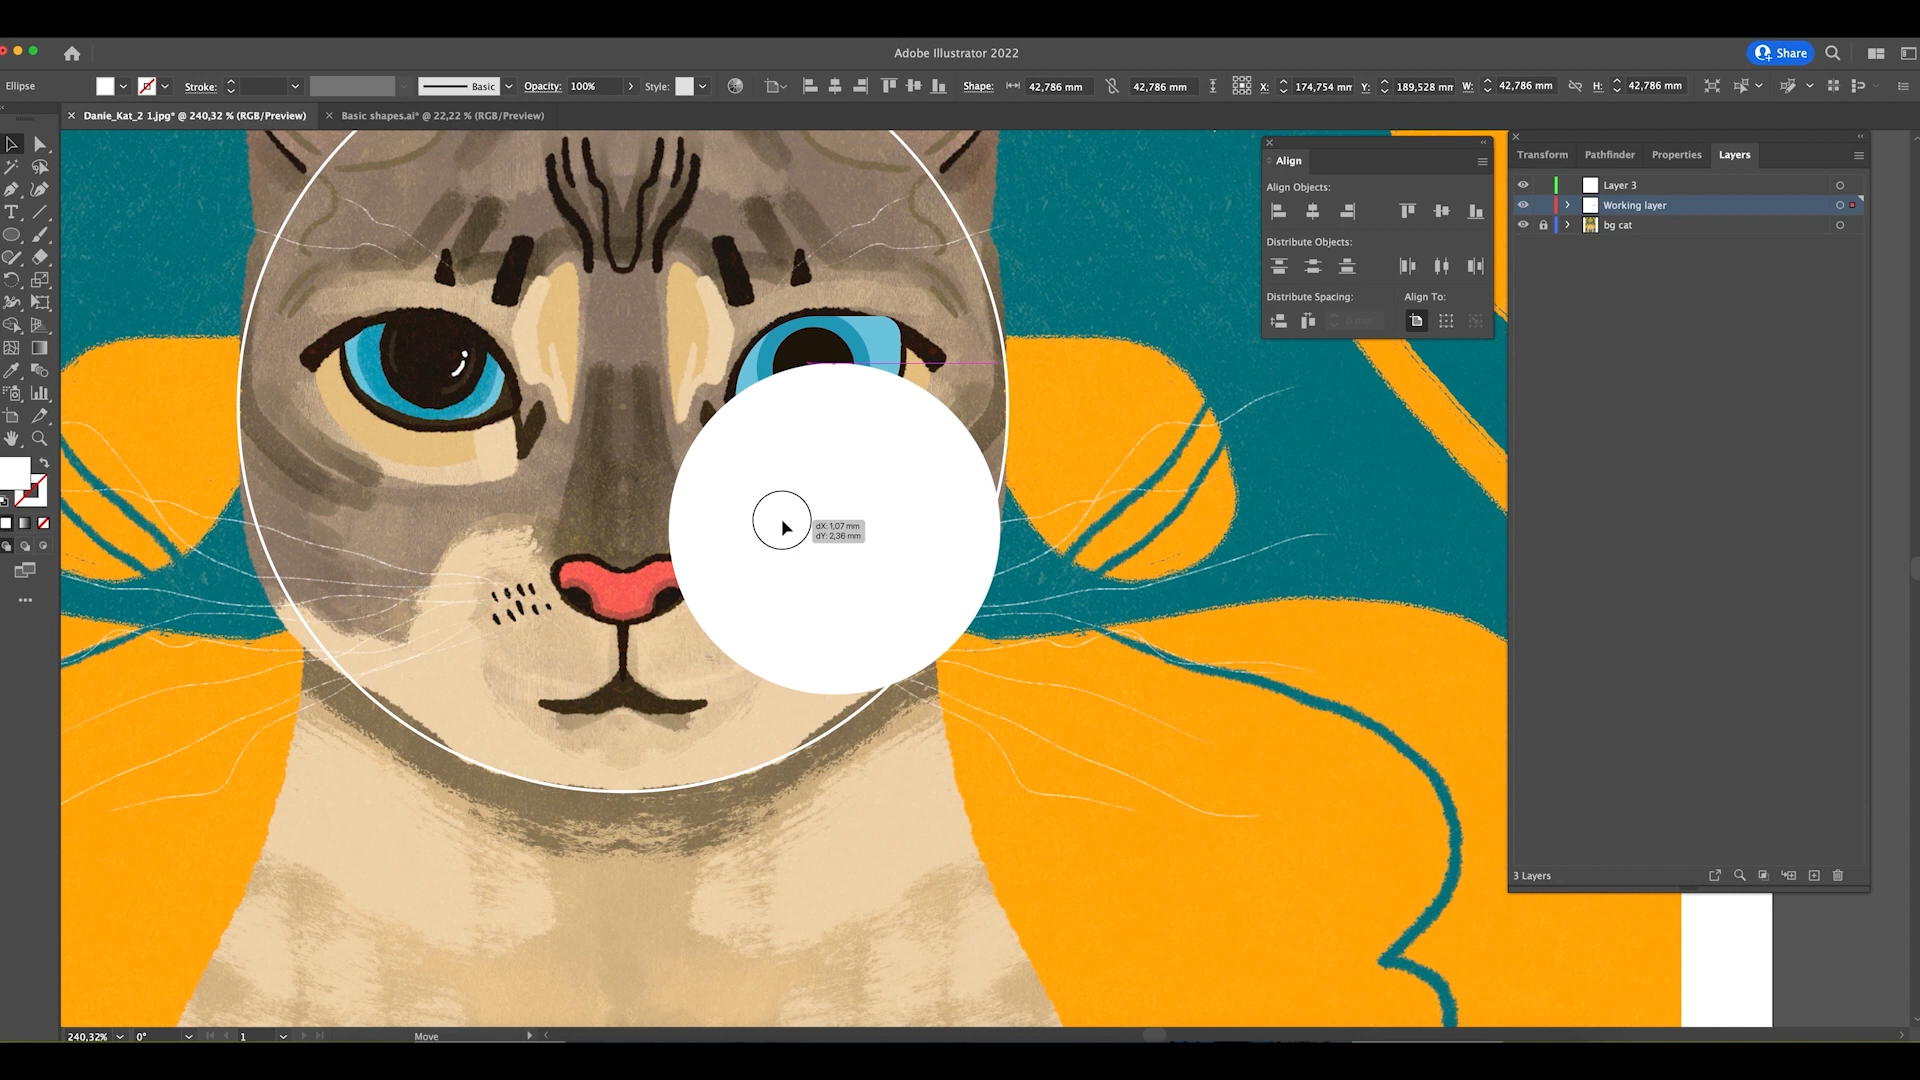 Adobe Illustrator 2022
Share
Ellipse
Stroke:
Basic
Opacity: 100%
Style:
Shape: 42,786 mm 42,786 mm
X: 174,754 mm Y: 189,528 mm W: 42,786 mm H: 42,786 mm
Danie_Kat_2 1.jpg* @ 240,32 % (RGB/Preview)
Basic shapes.ai* @ 22,22 % (RGB/Preview)
Align
Align Objects:
Distribute Objects:
Distribute Spacing:
Align To:
Transform Pathfinder Properties Layers
Layer 3
Working layer
bg cat
dX: 1,07 mm
dY: 2,36 mm
3 Layers
240,32% 0° 1 Move